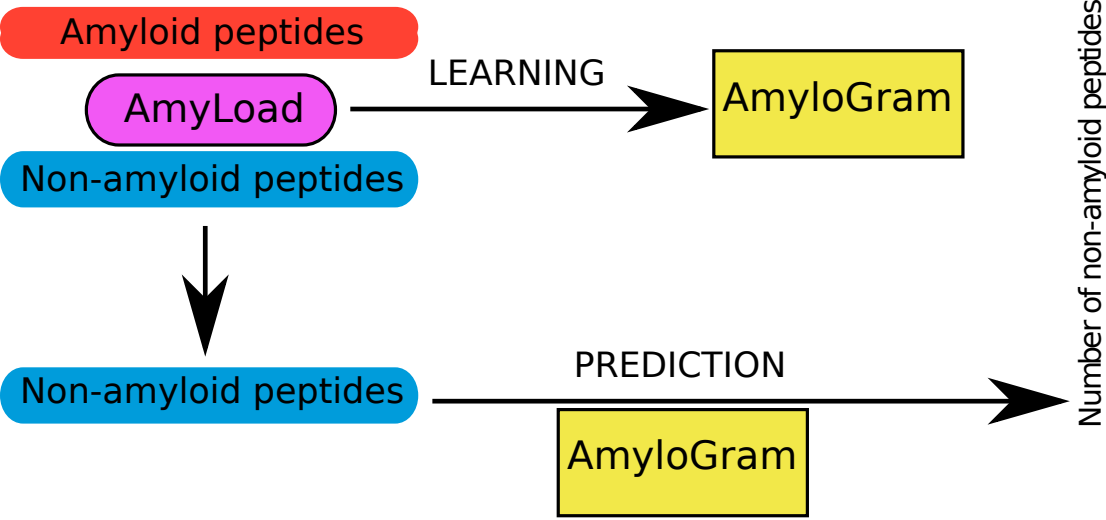 Amyloid peptides
AmyLoad
Non-amyloid peptides
LEARNING
AmyloGram
Non-amyloid peptides
PREDICTION
AmyloGram
Number of non-amyloid peptides